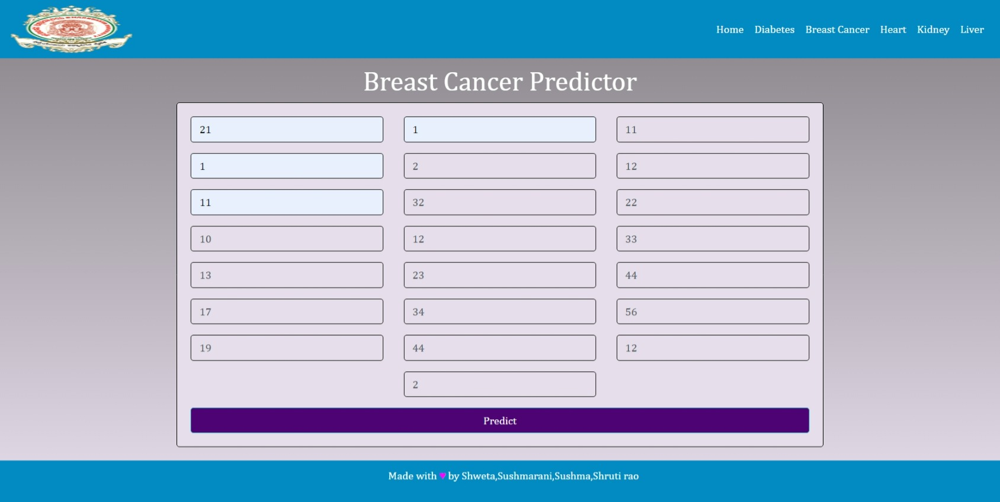 Home Diabetes Breast Cancer Heart Kidney Liver
Breast Cancer Predictor
21 1 11
1 2 12
11 32 22
10 12 33
13 23 44
17 34 56
19 44 12
2
Predict
Made with ♥ by Shweta,Sushmarani,Sushma,Shruti rao